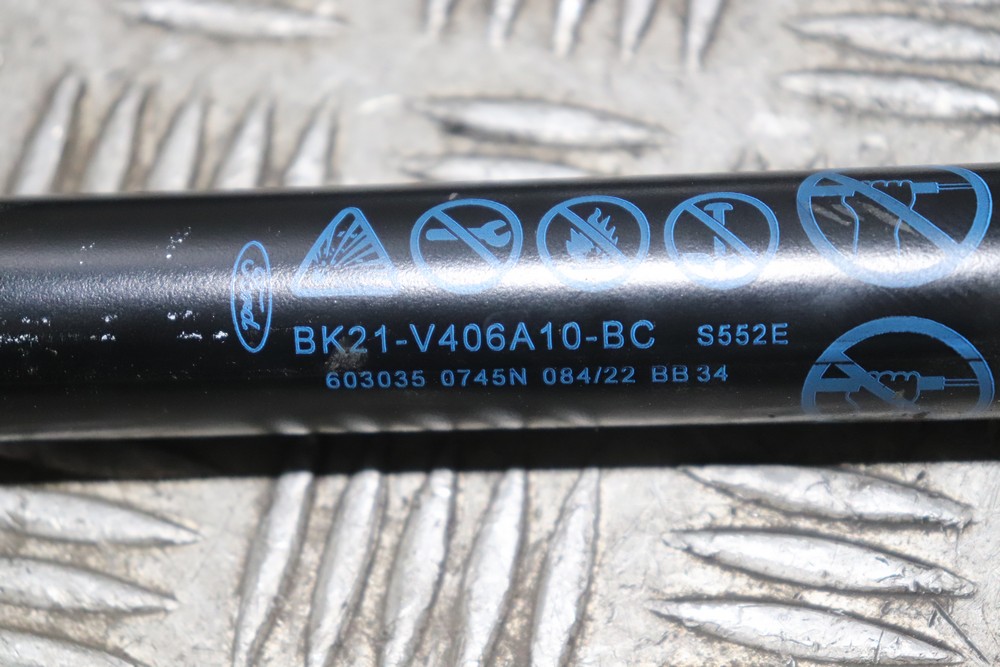 Ford
BK21-V406A10-BC S552E
603035 0745N 084/22 BB34